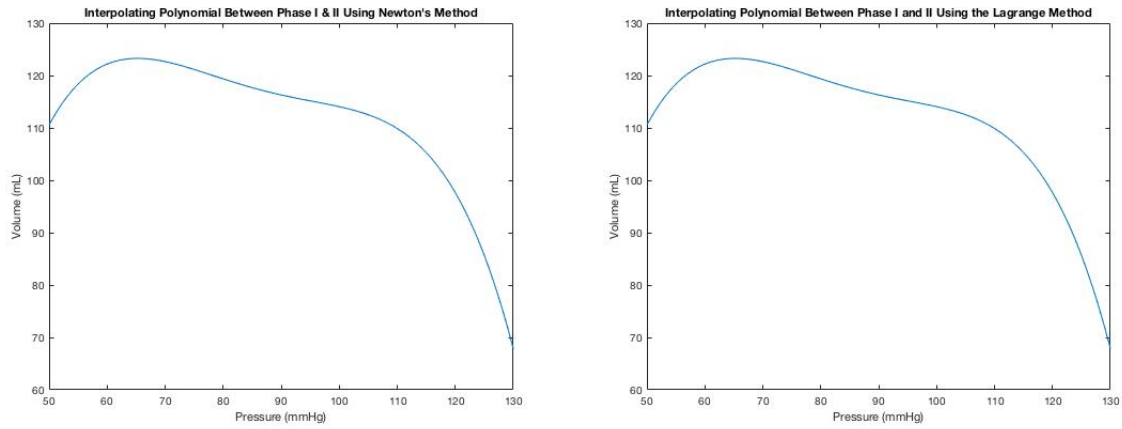 Interpolating Polynomial Between Phase I & II Using Newton's Method
130
120
110
100
90
80
70
60
Volume (mL)
50 60 70 80 90 100 110 120 130
Pressure (mmHg)
Interpolating Polynomial Between Phase I and II Using the Lagrange Method
130
120
110
100
90
80
70
60
Volume (mL)
50 60 70 80 90 100 110 120 130
Pressure (mmHg)